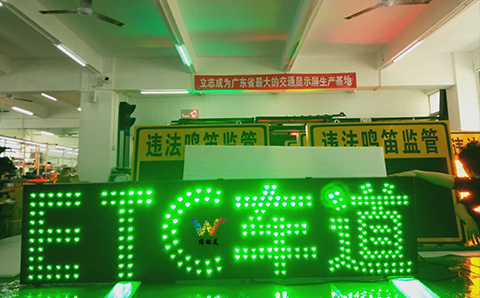 立志成为广东省最大的交通显示屏生产基地
违法鸣笛监管
违法鸣笛监管
ETC车道